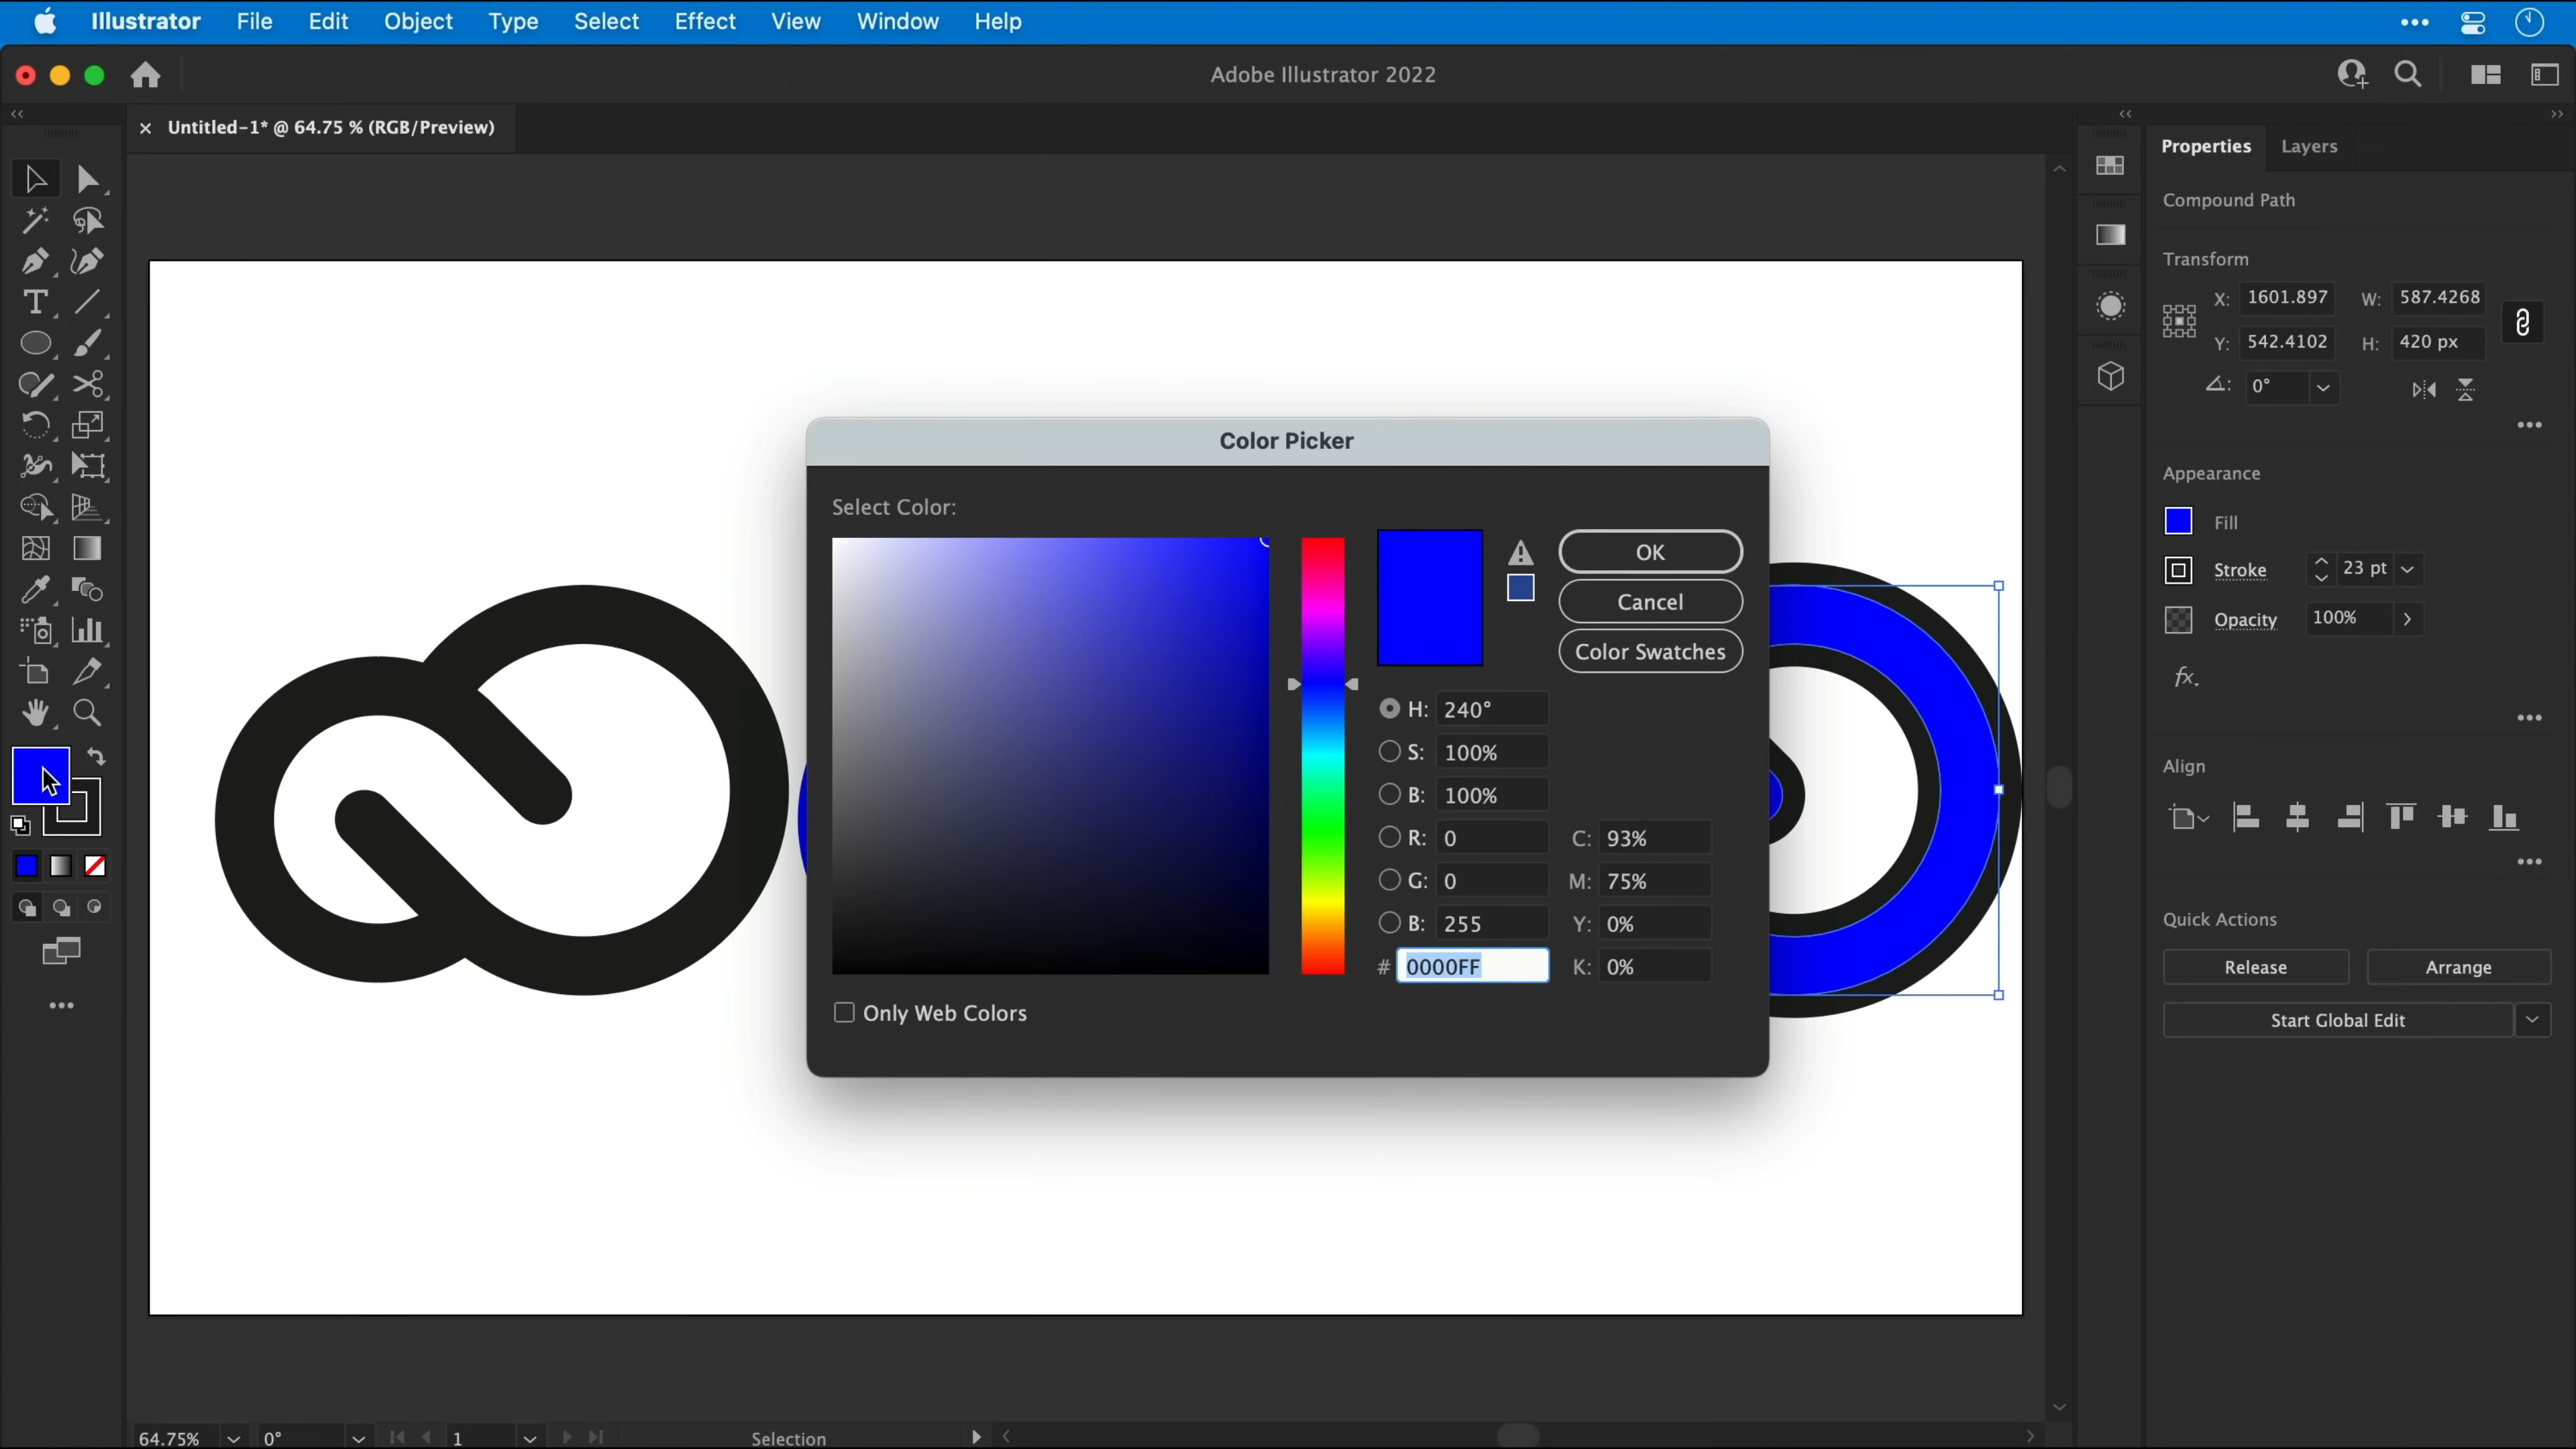 Illustrator File Edit Object Type Select Effect View Window Help
Adobe Illustrator 2022
Untitled-1* @ 64.75 % (RGB/Preview)
Properties Layers
Compound Path
Transform
X: 1601.897 W: 587.4268
Y: 542.4102 H: 420 px
0°
Appearance
Fill
Stroke 23 pt
Opacity 100%
fx.
Align
Quick Actions
Release Arrange
Start Global Edit
Color Picker
Select Color:
OK
Cancel
Color Swatches
H: 240°
S: 100%
B: 100%
R: 0 C: 93%
G: 0 M: 75%
B: 255 Y: 0%
# 0000FF K: 0%
Only Web Colors
64.75% 0° 1 Selection